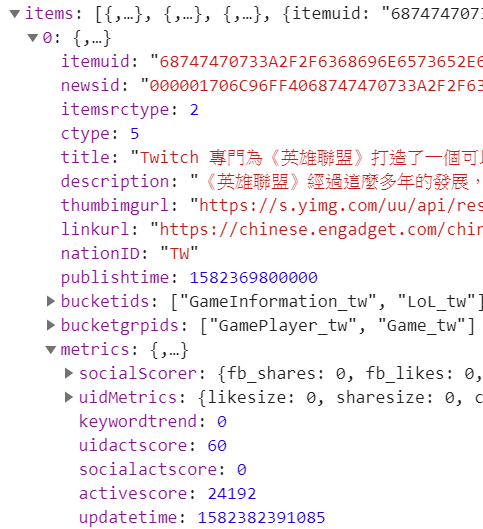 items: [{,…}, {,…}, {,…}, {itemuid: "687474707
0: {,…}
itemuid: "68747470733A2F2F6368696E6573652E6
newsid: "000001706C96FF4068747470733A2F2F63
itemsrctype: 2
ctype: 5
title: "Twitch 專門為《英雄聯盟》打造了一個可
description: "《英雄聯盟》經過這麼多年的發展，
thumbimgurl: "https://s.yimg.com/uu/api/res
linkurl: "https://chinese.engadget.com/chin
nationID: "TW"
publishtime: 1582369800000
bucketids: ["GameInformation_tw", "LoL_tw"]
bucketgrpids: ["GamePlayer_tw", "Game_tw"]
metrics: {,…}
socialScorer: {fb_shares: 0, fb_likes: 0,
uidMetrics: {likesize: 0, sharesize: 0, c
keywordtrend: 0
uidactscore: 60
socialactscore: 0
activescore: 24192
updatetime: 1582382391085